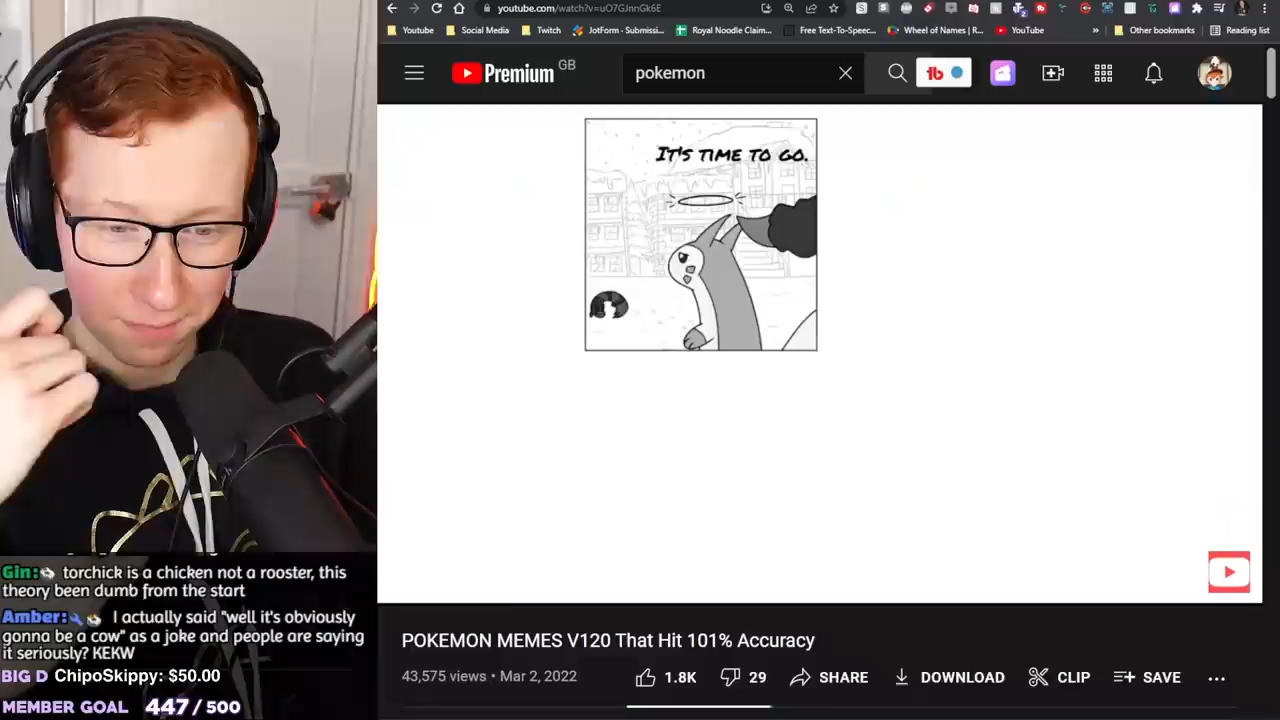 youtube.com/watch?v=uO7GJnnGk6E
Youtube
Social Media
Twitch
JotForm - Submissi...
Royal Noodle Claim...
Free Text-To-Speec...
Wheel of Names | R...
YouTube
»
Other bookmarks
Reading list
Premium GB
pokemon
IT'S TIME TO GO.
Gin: torchick is a chicken not a rooster, this
theory been dumb from the start
Amber: I actually said "well it's obviously
gonna be a cow" as a joke and people are saying
it seriously? KEKW
BIG D ChipoSkippy: $50.00
MEMBER GOAL 447 / 500
POKEMON MEMES V120 That Hit 101% Accuracy
43,575 views • Mar 2, 2022
1.8K
29
SHARE
DOWNLOAD
CLIP
SAVE